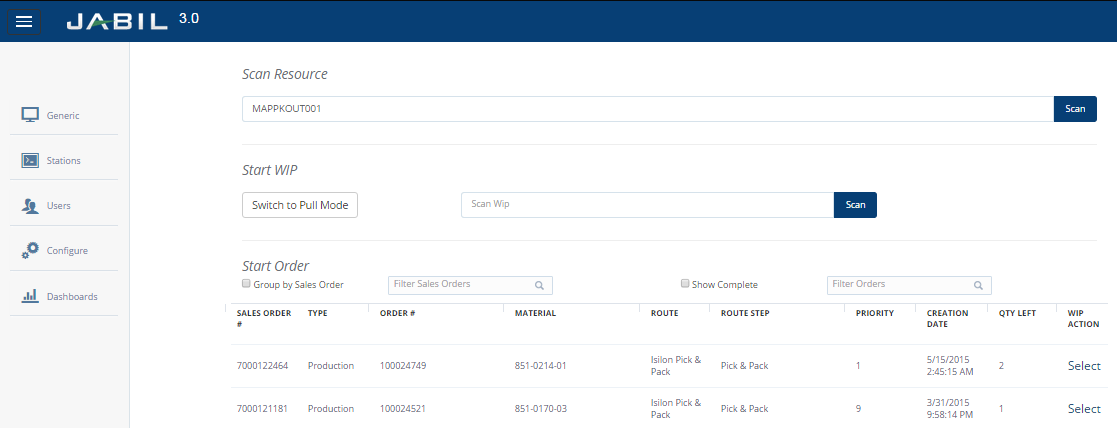 JABIL 3.0
Scan Resource
MAPPKOUT001 Scan
Generic
Stations
Users
Configure
Dashboards
Start WIP
Switch to Pull Mode Scan Wip Scan
Start Order
Group by Sales Order Filter Sales Orders Show Complete Filter Orders
SALES ORDER # TYPE ORDER # MATERIAL ROUTE ROUTE STEP PRIORITY CREATION DATE QTY LEFT WIP ACTION
7000122464 Production 100024749 851-0214-01 Isilon Pick & Pack Pick & Pack 1 5/15/2015 2:45:15 AM 2 Select
7000121181 Production 100024521 851-0170-03 Isilon Pick & Pack Pick & Pack 9 3/31/2015 9:58:14 PM 1 Select